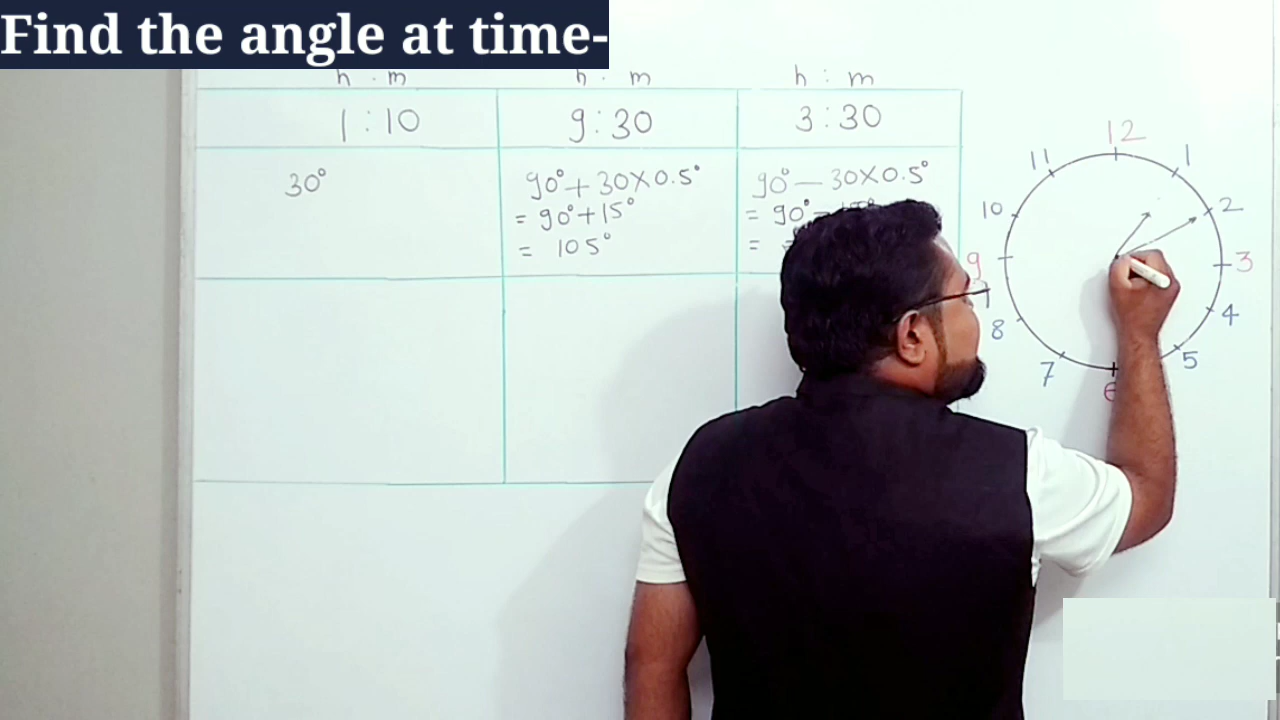 Find the angle at time-
h : m h : m h : m
1 : 10 9 : 30 3 : 30
30° 90° + 30 × 0.5° 90° — 30 × 0.5°
= 90° + 15° = 90° –
= 105° =
12
11 1
10 2
9 3
8 4
7 5
6